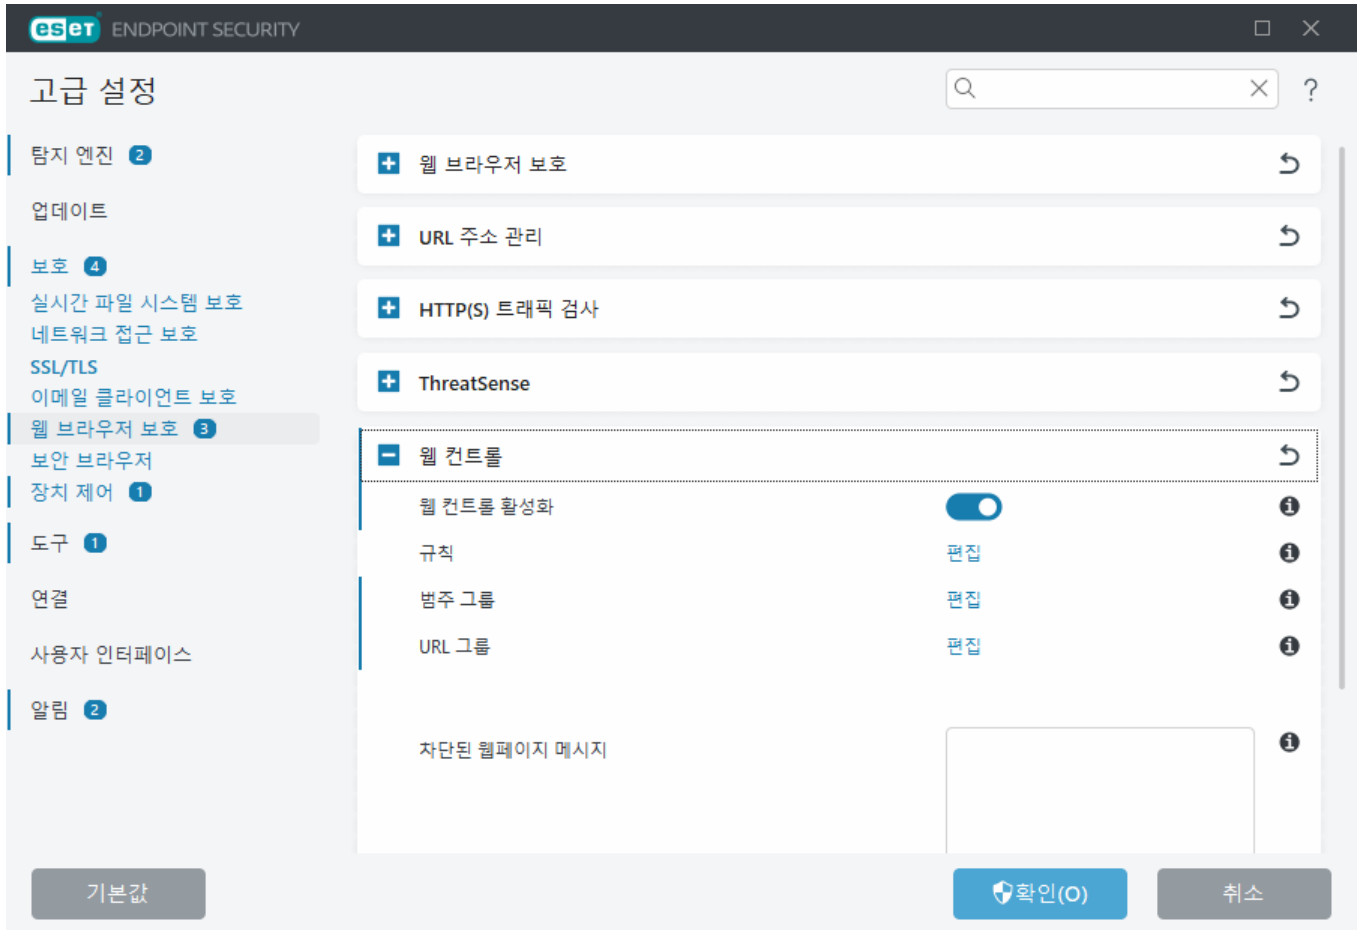 eset ENDPOINT SECURITY
고급 설정
?
탐지 엔진 2
업데이트
보호 4
실시간 파일 시스템 보호
네트워크 접근 보호
SSL/TLS
이메일 클라이언트 보호
웹 브라우저 보호 3
보안 브라우저
장치 제어 1
도구 1
연결
사용자 인터페이스
알림 2
웹 브라우저 보호
URL 주소 관리
HTTP(S) 트래픽 검사
ThreatSense
웹 컨트롤
웹 컨트롤 활성화
규칙 편집
범주 그룹 편집
URL 그룹 편집
차단된 웹페이지 메시지
기본값
확인(O)
취소